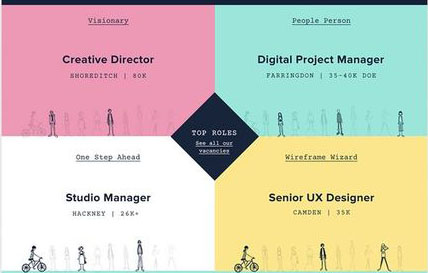 Visionary
Creative Director
SHOREDITCH | 80K
People Person
Digital Project Manager
FARRINGDON | 35-40K DOE
TOP ROLES
See all our
vacancies
One Step Ahead
Studio Manager
HACKNEY | 26K+
Wireframe Wizard
Senior UX Designer
CAMDEN | 35K